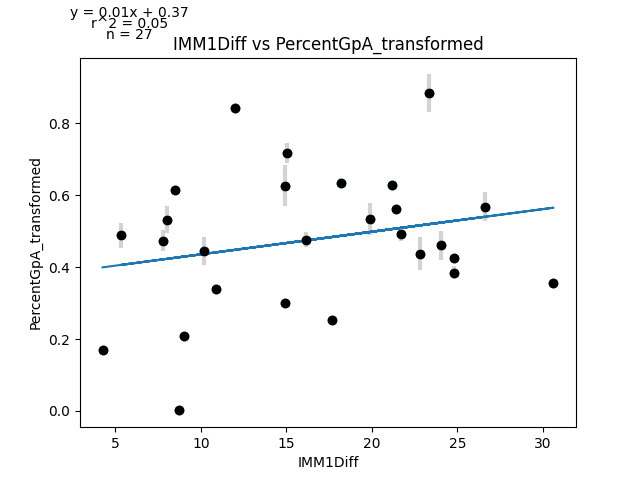 y = 0.01x + 0.37
r^2 = 0.05
n = 27
IMM1Diff vs PercentGpA_transformed
PercentGpA_transformed
0.8
0.6
0.4
0.2
0.0
5 10 15 20 25 30
IMM1Diff